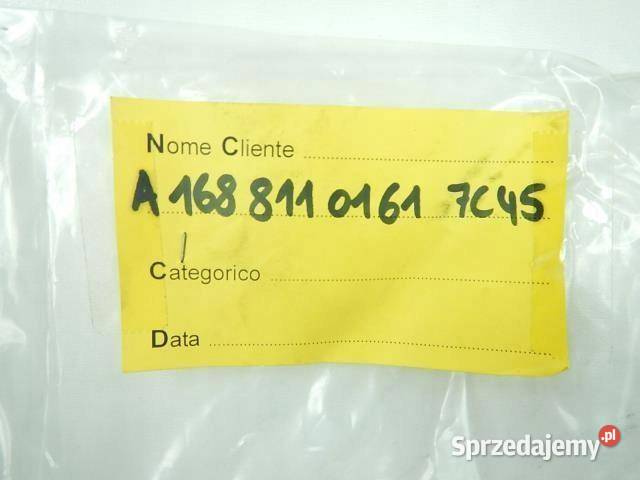 Nome Cliente
A 168 811 0161 7C45
Categorico
Data
Sprzedajemy.pl